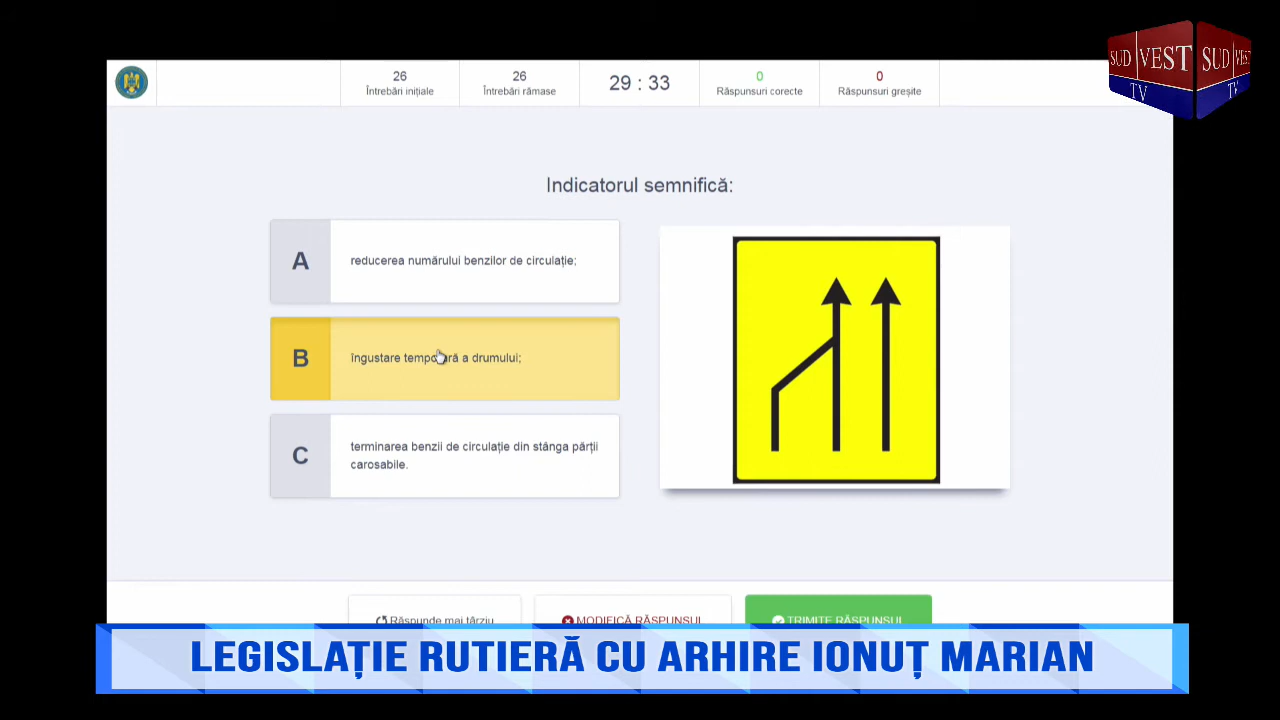 SUD VEST SUD VEST
TV TV
26
Întrebări inițiale
26
Întrebări rămase
29 : 33
0
Răspunsuri corecte
0
Răspunsuri greșite
Indicatorul semnifică:
A
reducerea numărului benzilor de circulație;
B
îngustare temporară a drumului;
C
terminarea benzii de circulație din stânga părții
carosabile.
Răspunde mai târziu
MODIFICĂ RĂSPUNSUL
TRIMITE RĂSPUNSUL
LEGISLAȚIE RUTIERĂ CU ARHIRE IONUȚ MARIAN